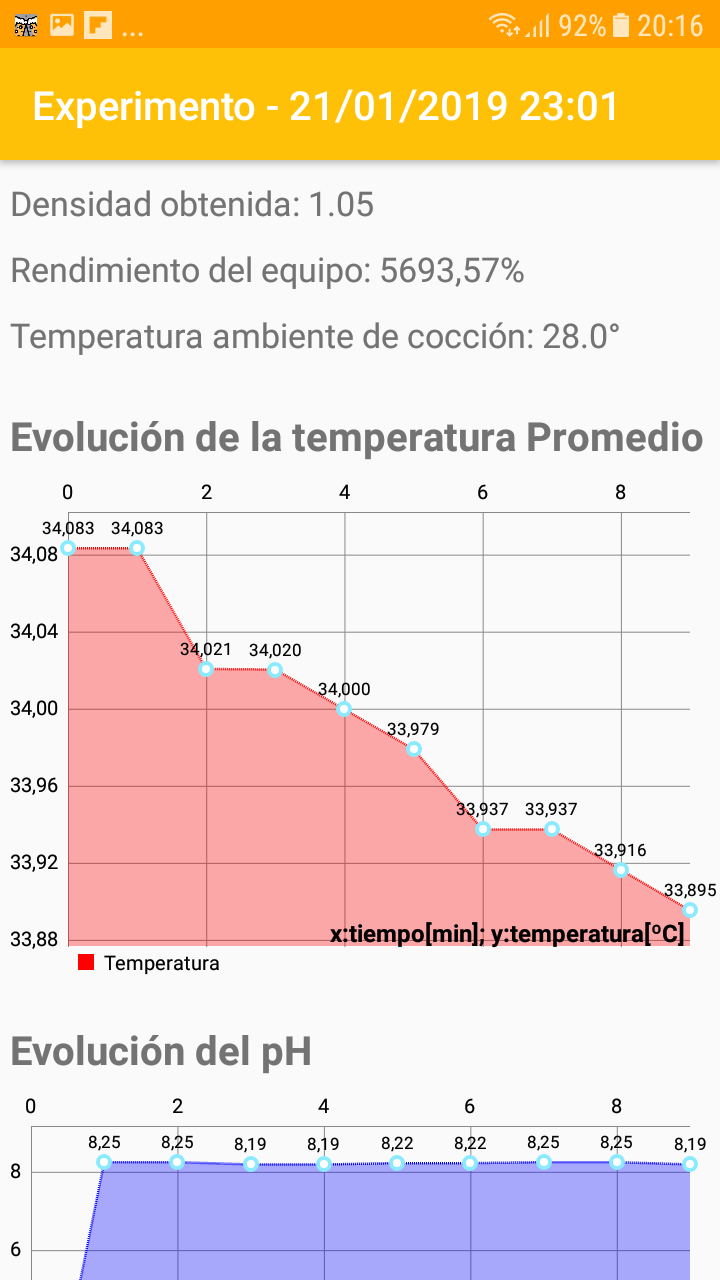 ... 92% 20:16
Experimento - 21/01/2019 23:01
Densidad obtenida: 1.05
Rendimiento del equipo: 5693,57%
Temperatura ambiente de cocción: 28.0°
Evolución de la temperatura Promedio
0 2 4 6 8
34,083 34,083
34,08
34,04
34,021 34,020
34,000
34,00
33,979
33,96
33,937 33,937
33,92
33,916
33,895
33,88
x:tiempo[min]; y:temperatura[ºC]
Temperatura
Evolución del pH
0 2 4 6 8
8,25 8,25 8,19 8,19 8,22 8,22 8,25 8,25 8,19
8
6